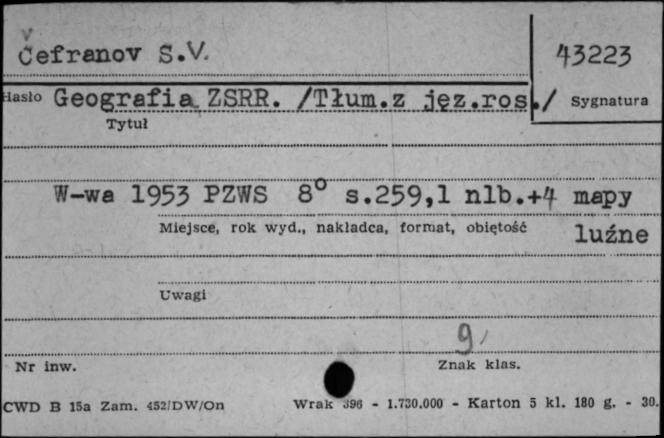 Čefranov S.V.
43223
Hasło Geografia ZSRR. /Tłum.z jęz.ros./ Sygnatura
Tytuł
W-wa 1953 PZWS 8° s.259,1 nlb.+4 mapy
Miejsce, rok wyd., nakładca, format, objętość luźne
Uwagi
9
Nr inw. Znak klas.
CWD B 15a Zam. 452/DW/On Wrak 396 - 1.730.000 - Karton 5 kl. 180 g. - 30.